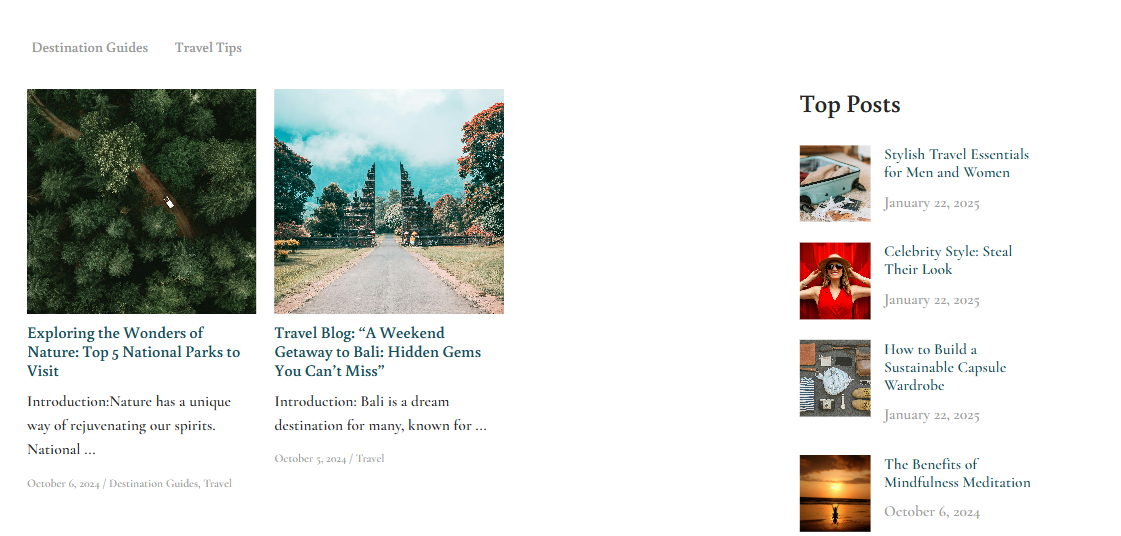 Destination Guides
Travel Tips
Exploring the Wonders of
Nature: Top 5 National Parks to
Visit
Introduction:Nature has a unique
way of rejuvenating our spirits.
National ...
October 6, 2024 / Destination Guides, Travel
Travel Blog: “A Weekend
Getaway to Bali: Hidden Gems
You Can’t Miss”
Introduction: Bali is a dream
destination for many, known for ...
October 5, 2024 / Travel
Top Posts
Stylish Travel Essentials
for Men and Women
January 22, 2025
Celebrity Style: Steal
Their Look
January 22, 2025
How to Build a
Sustainable Capsule
Wardrobe
January 22, 2025
The Benefits of
Mindfulness Meditation
October 6, 2024